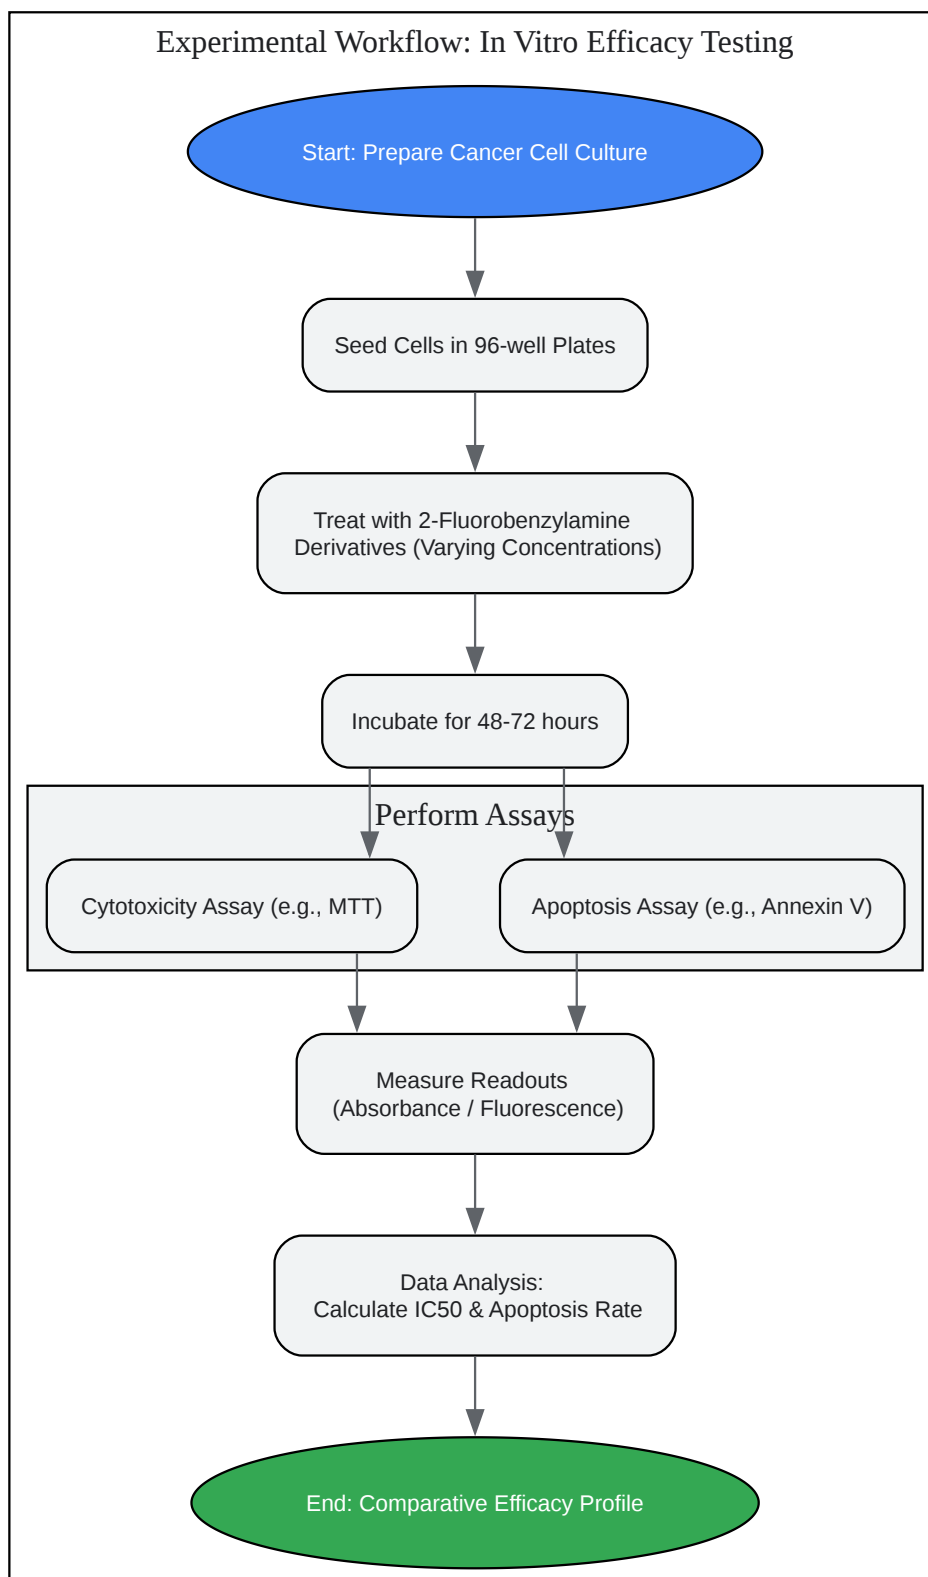 Experimental Workflow: In Vitro Efficacy Testing
Start: Prepare Cancer Cell Culture
Seed Cells in 96-well Plates
Treat with 2-Fluorobenzylamine
Derivatives (Varying Concentrations)
Incubate for 48-72 hours
Perform Assays
Cytotoxicity Assay (e.g., MTT)
Apoptosis Assay (e.g., Annexin V)
Measure Readouts
(Absorbance / Fluorescence)
Data Analysis:
Calculate IC50 & Apoptosis Rate
End: Comparative Efficacy Profile